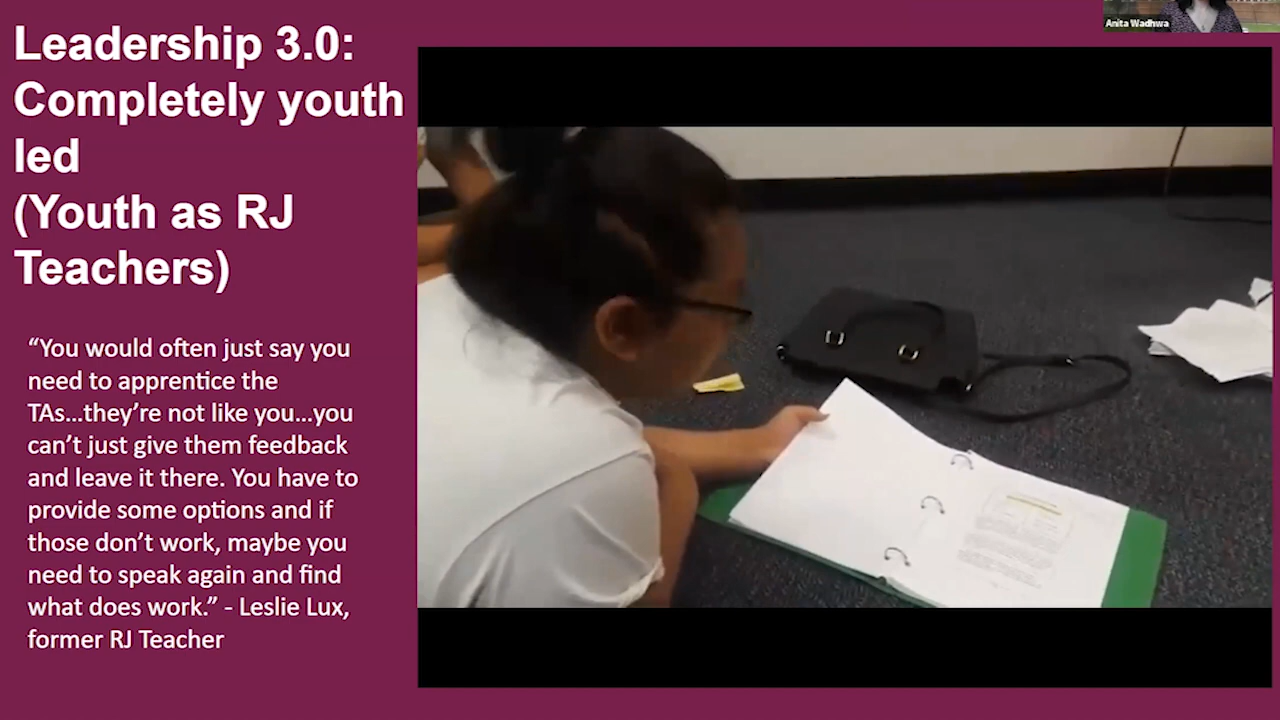 Leadership 3.0:
Completely youth
led
(Youth as RJ
Teachers)
“You would often just say you
need to apprentice the
TAs…they’re not like you…you
can’t just give them feedback
and leave it there. You have to
provide some options and if
those don’t work, maybe you
need to speak again and find
what does work.” - Leslie Lux,
former RJ Teacher
Anita Wadhwa